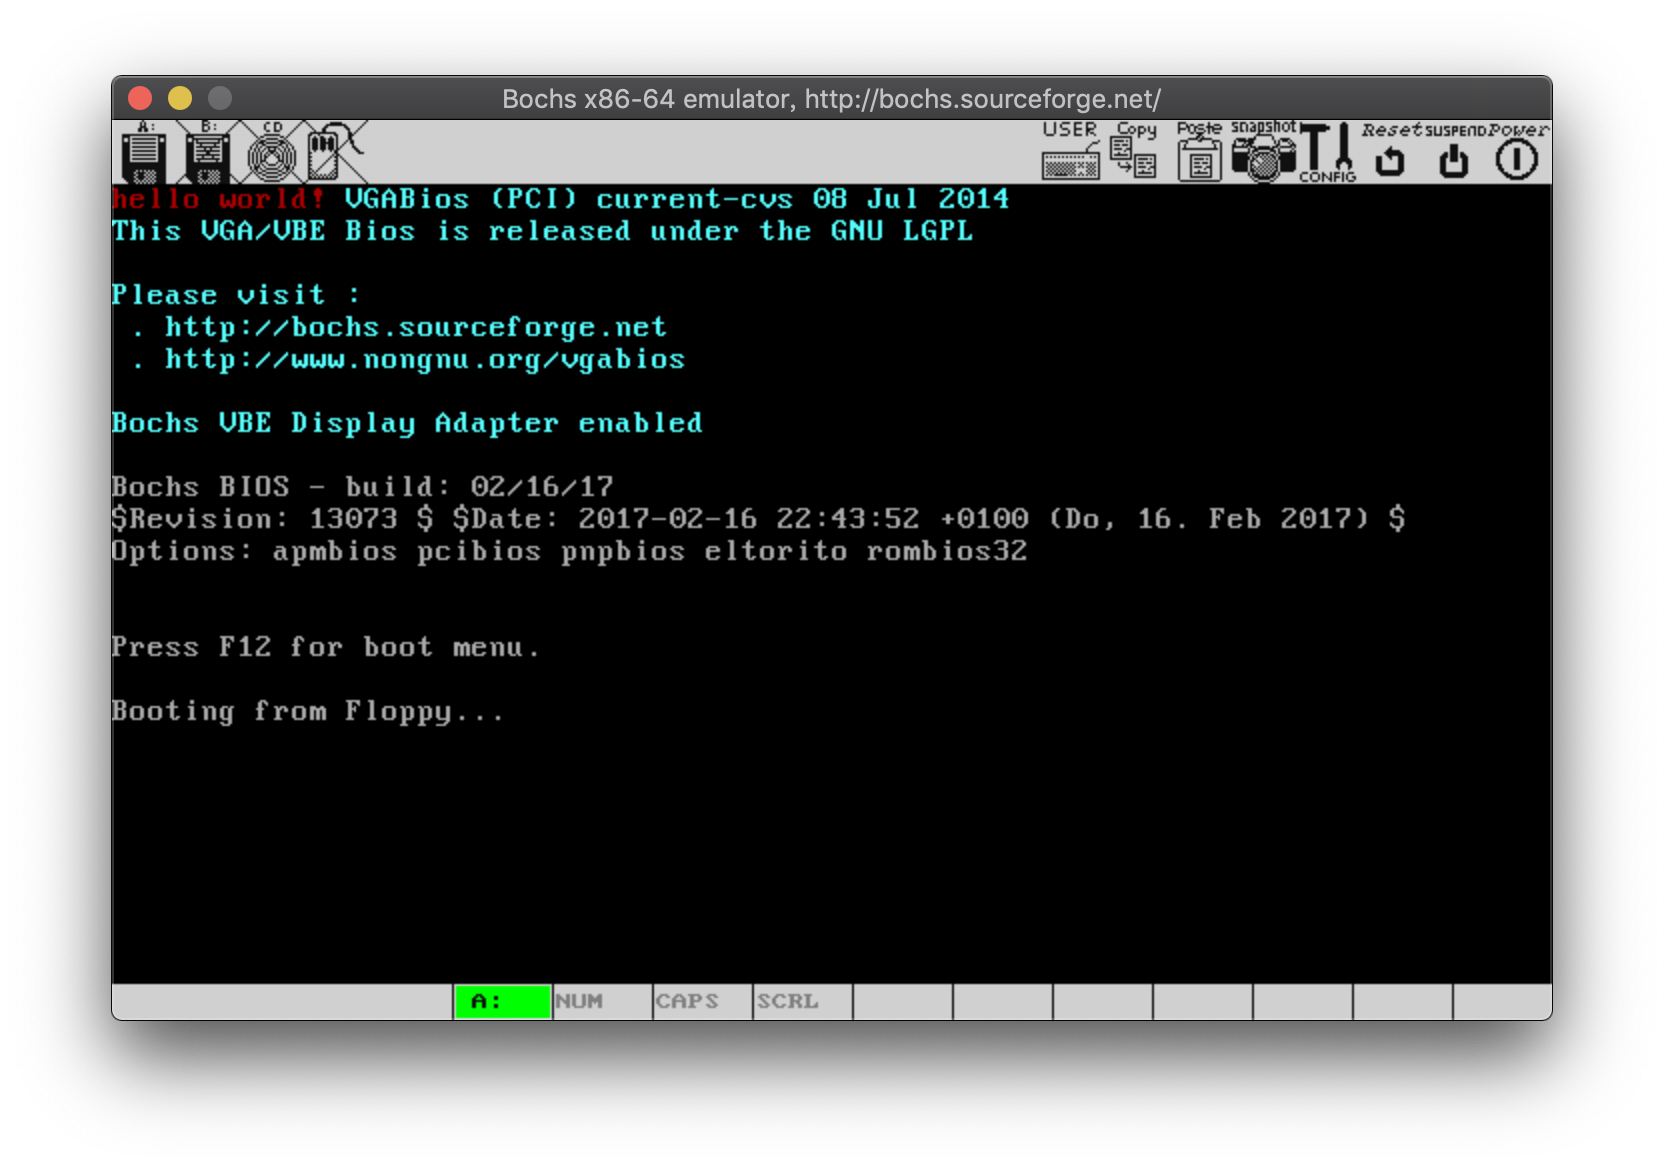 Bochs x86-64 emulator, http://bochs.sourceforge.net/
A: B: CD USER Copy Paste snapshot CONFIG Reset SUSPEND Power
hello world! VGABios (PCI) current-cvs 08 Jul 2014
This VGA/VBE Bios is released under the GNU LGPL
Please visit :
. http://bochs.sourceforge.net
. http://www.nongnu.org/vgabios
Bochs VBE Display Adapter enabled
Bochs BIOS - build: 02/16/17
$Revision: 13073 $ $Date: 2017-02-16 22:43:52 +0100 (Do, 16. Feb 2017) $
Options: apmbios pcibios pnpbios eltorito rombios32
Press F12 for boot menu.
Booting from Floppy...
A: NUM CAPS SCRL